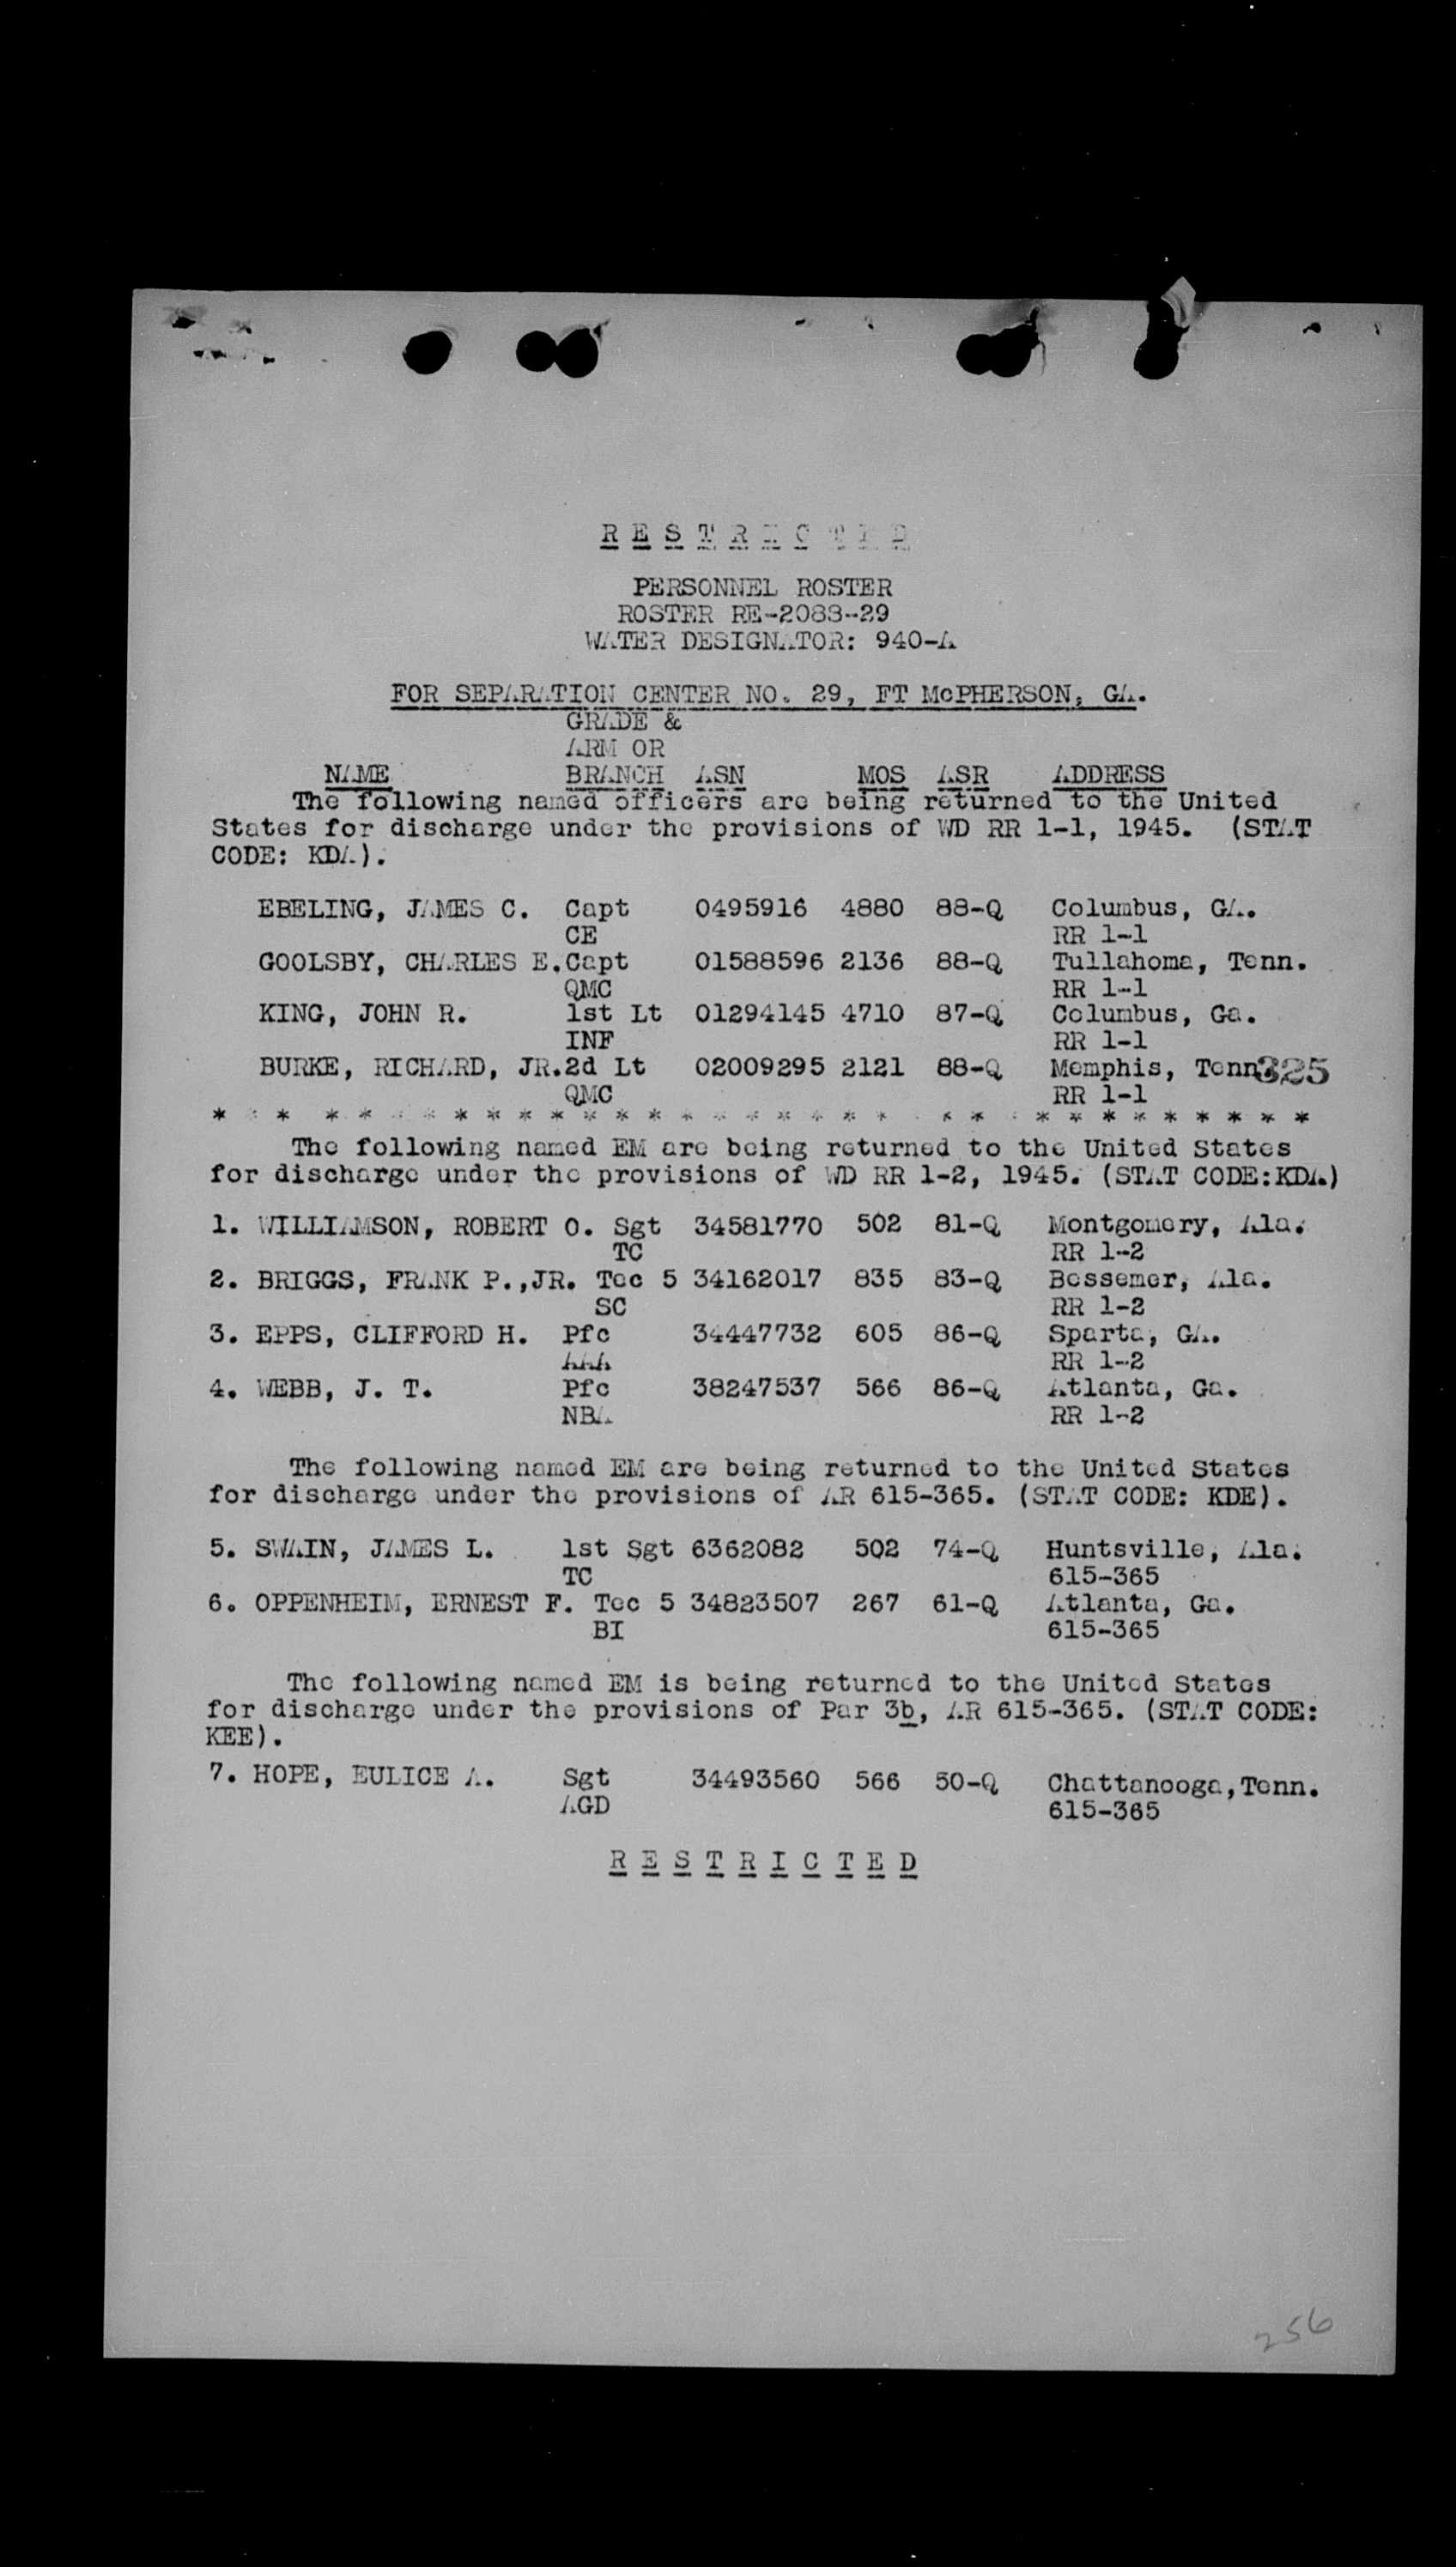 R E S T R I C T E D
PERSONNEL ROSTER
ROSTER RE-2088-29
WATER DESIGNATOR: 940-A
FOR SEPARATION CENTER NO. 29, FT McPHERSON, GA.
GRADE &
ARM OR
NAME BRANCH ASN MOS ASR ADDRESS
The following named officers are being returned to the United
States for discharge under the provisions of WD RR 1-1, 1945. (STAT
CODE: KDA).
EBELING, JAMES C. Capt 0495916 4880 88-Q Columbus, GA.
CE RR 1-1
GOOLSBY, CHARLES E. Capt 01588596 2136 88-Q Tullahoma, Tenn.
QMC RR 1-1
KING, JOHN R. 1st Lt 01294145 4710 87-Q Columbus, Ga.
INF RR 1-1
BURKE, RICHARD, JR. 2d Lt 02009295 2121 88-Q Memphis, Tenn. 325
QMC RR 1-1
* * * * * * * * * * * * * * * * * * * * * * * * * * * * * * * * * *
The following named EM are being returned to the United States
for discharge under the provisions of WD RR 1-2, 1945. (STAT CODE:KDA)
1. WILLIAMSON, ROBERT O. Sgt 34581770 502 81-Q Montgomery, Ala.
TC RR 1-2
2. BRIGGS, FRANK P.,JR. Tec 5 34162017 835 83-Q Bessemer, Ala.
SC RR 1-2
3. EPPS, CLIFFORD H. Pfc 34447732 605 86-Q Sparta, GA.
AAA RR 1-2
4. WEBB, J. T. Pfc 38247537 566 86-Q Atlanta, Ga.
NBA RR 1-2
The following named EM are being returned to the United States
for discharge under the provisions of AR 615-365. (STAT CODE: KDE).
5. SWAIN, JAMES L. 1st Sgt 6362082 502 74-Q Huntsville, Ala.
TC 615-365
6. OPPENHEIM, ERNEST F. Tec 5 34823507 267 61-Q Atlanta, Ga.
BI 615-365
The following named EM is being returned to the United States
for discharge under the provisions of Par 3b, AR 615-365. (STAT CODE:
KEE).
7. HOPE, EULICE A. Sgt 34493560 566 50-Q Chattanooga,Tenn.
AGD 615-365
R E S T R I C T E D
256